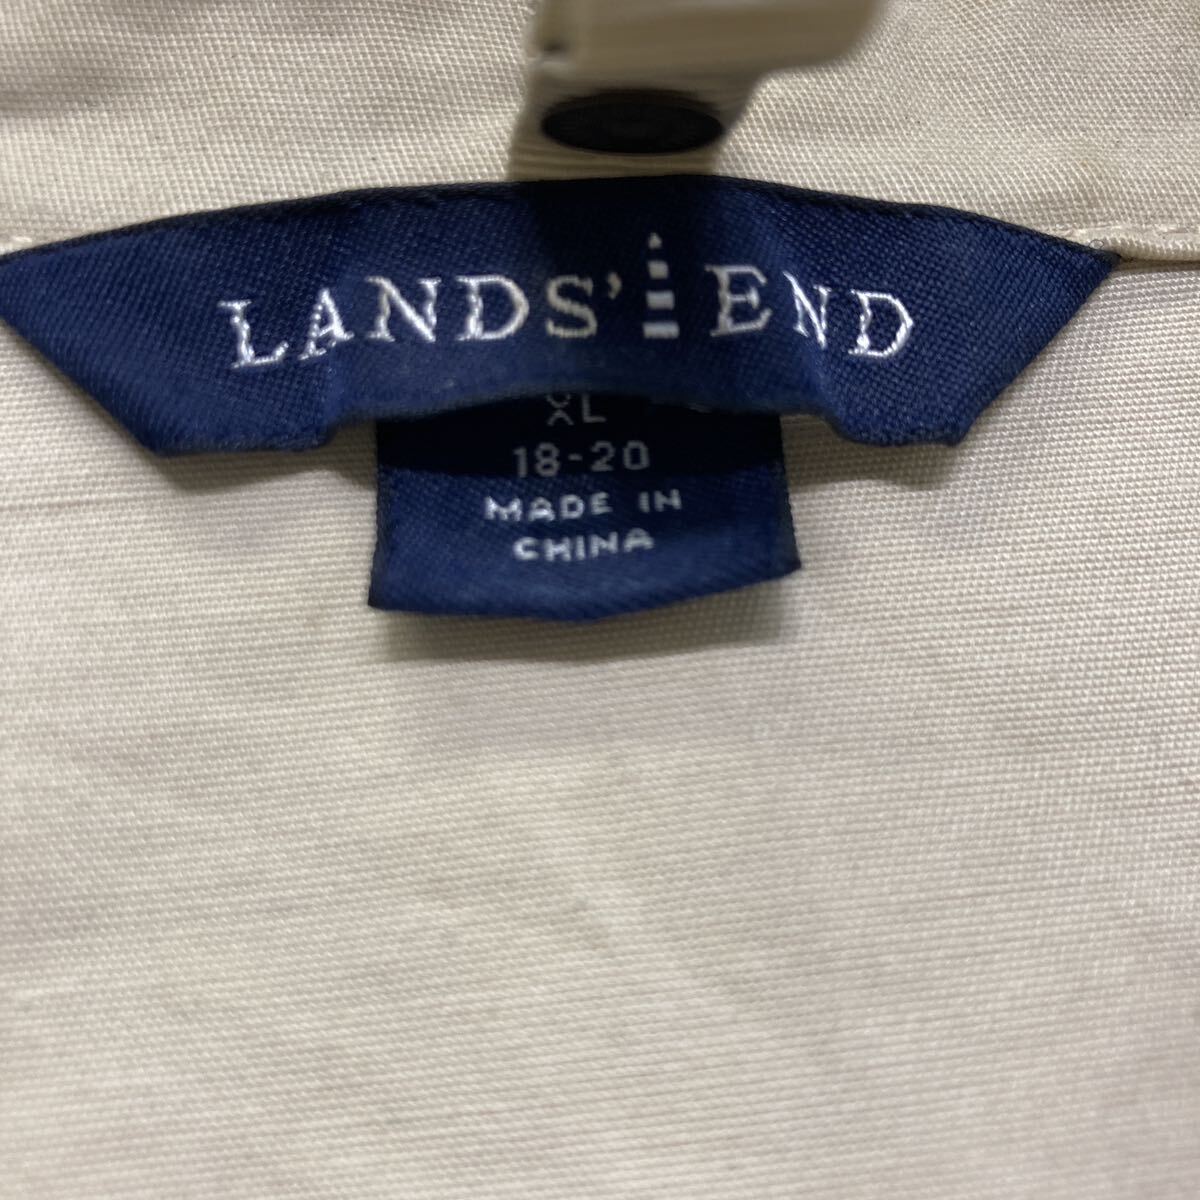 LANDS' END
XL
18-20
MADE IN
CHINA